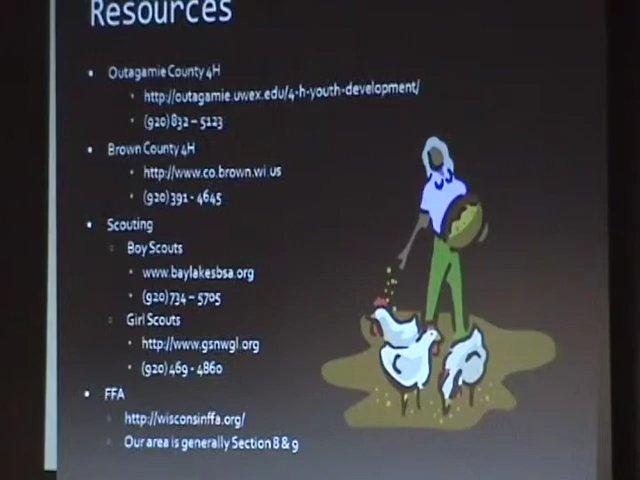 Resources
Outagamie County 4H
http://outagamie.uwex.edu/4-h-youth-development/
(920) 832 – 5123
Brown County 4H
http://www.co.brown.wi.us
(920) 391 - 4645
Scouting
Boy Scouts
www.baylakesbsa.org
(920) 734 – 5705
Girl Scouts
http://www.gsnwgl.org
(920) 469 - 4860
FFA
http://wisconsinffa.org/
Our area is generally Section 8 & 9